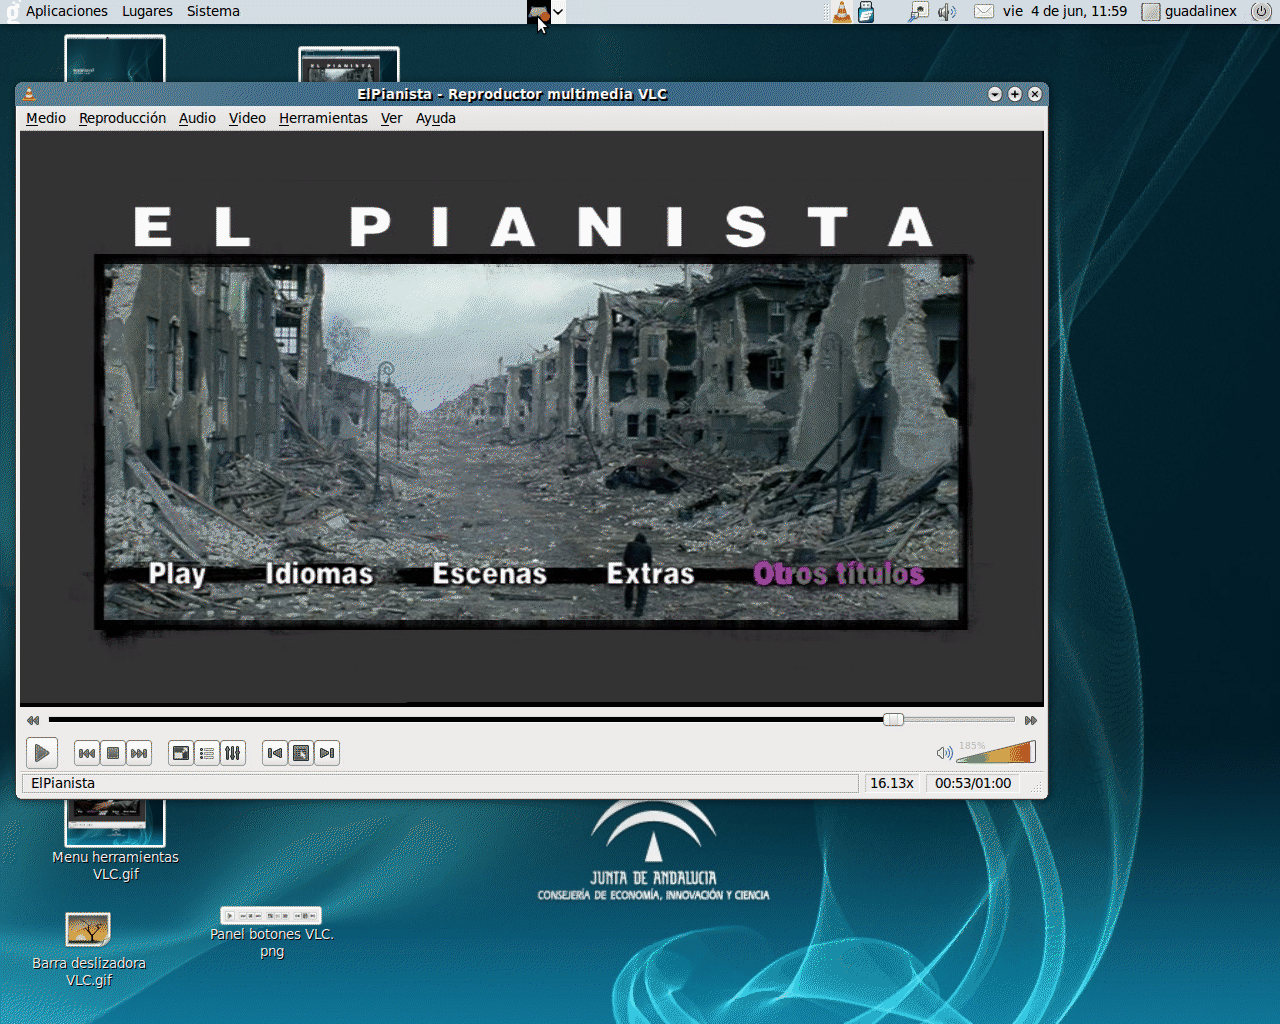 Aplicaciones Lugares Sistema
vie 4 de jun, 11:59 guadalinex
EL PIANISTA
ElPianista - Reproductor multimedia VLC
Medio Reproducción Audio Video Herramientas Ver Ayuda
EL PIANISTA
Play Idiomas Escenas Extras Otros títulos
185%
ElPianista 16.13x 00:53/01:00
Menu herramientas
VLC.gif
JUNTA DE ANDALUCIA
CONSEJERÍA DE ECONOMÍA, INNOVACIÓN Y CIENCIA
Panel botones VLC.
png
Barra deslizadora
VLC.gif